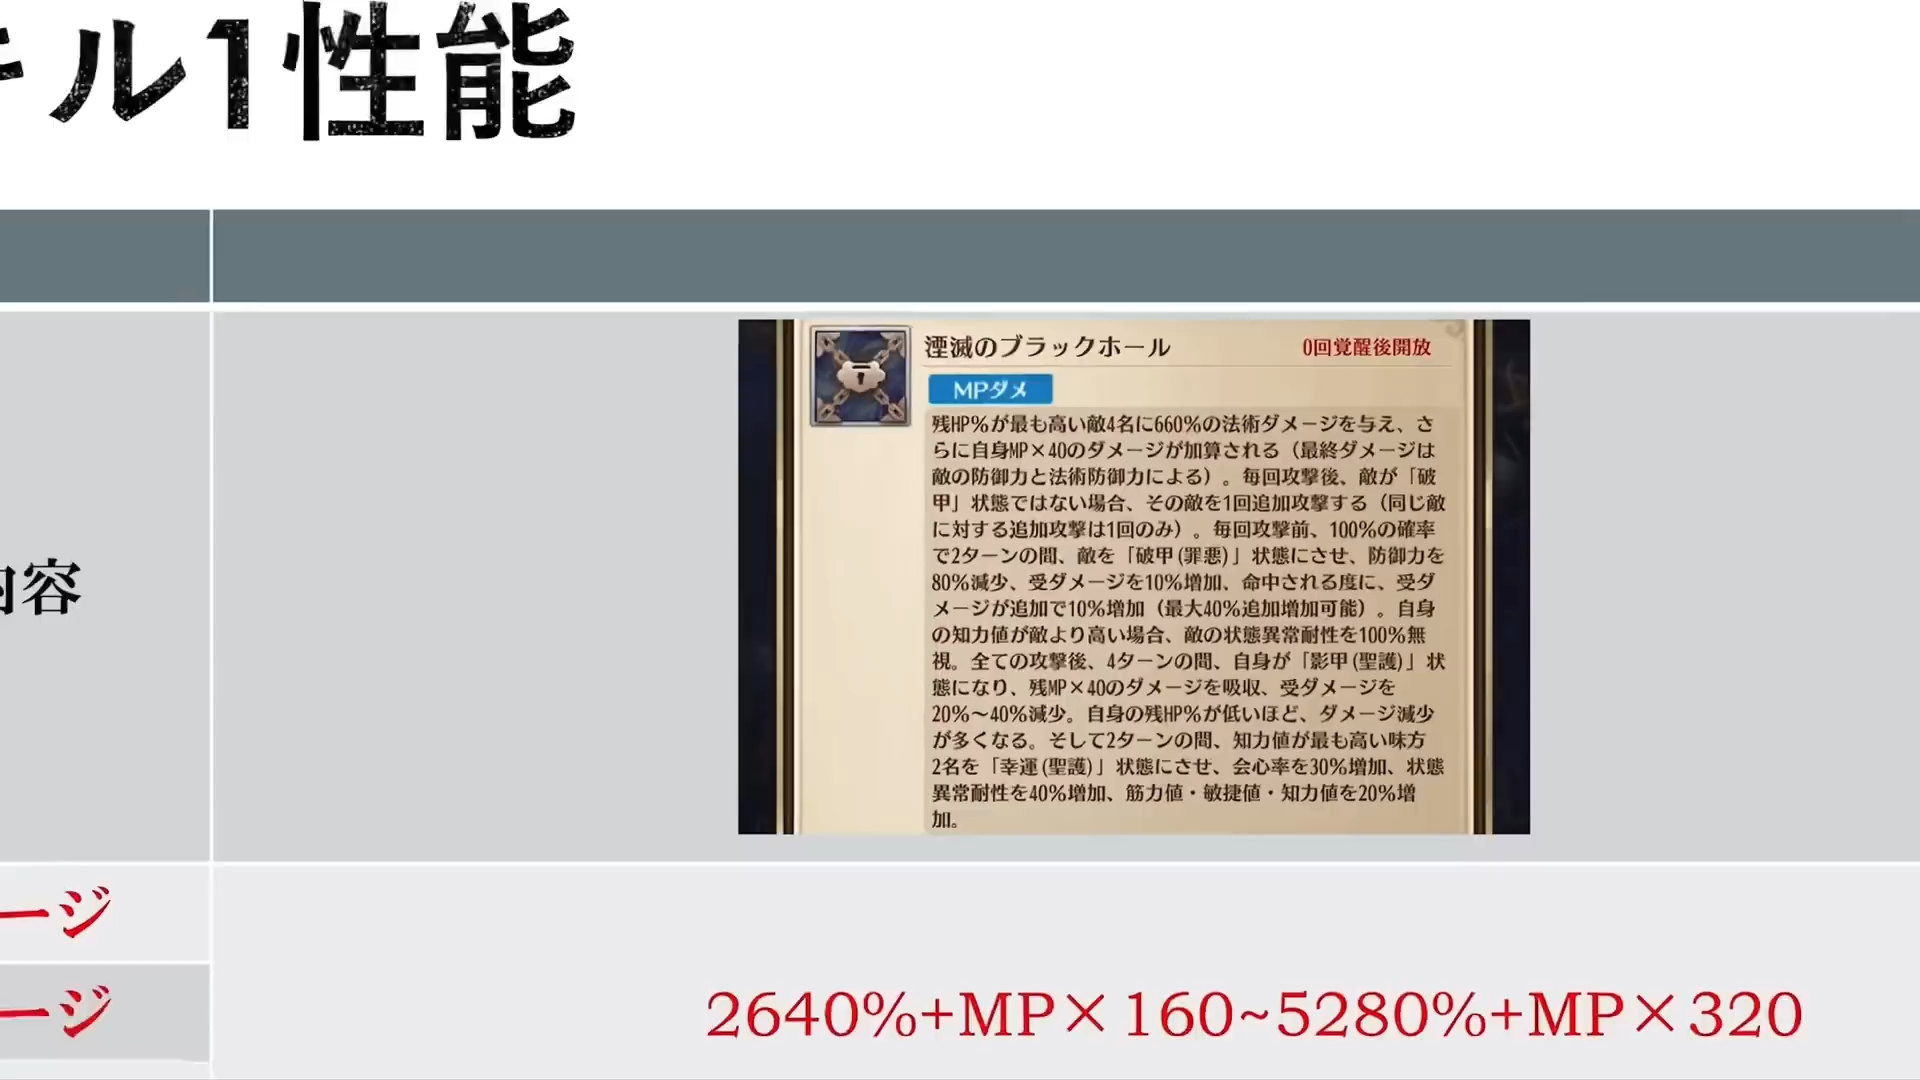 ル1性能
湮滅のブラックホール
0回覚醒後開放
MPダメ
残HP%が最も高い敵4名に660%の法術ダメージを与え、さ
らに自身MP×40のダメージが加算される（最終ダメージは
敵の防御力と法術防御力による）。毎回攻撃後、敵が「破
甲」状態ではない場合、その敵を1回追加攻撃する（同じ敵
に対する追加攻撃は1回のみ）。毎回攻撃前、100%の確率
で2ターンの間、敵を「破甲(罪悪)」状態にさせ、防御力を
80%減少、受ダメージを10%増加、命中される度に、受ダ
メージが追加で10%増加（最大40%追加増加可能）。自身
の知力値が敵より高い場合、敵の状態異常耐性を100%無
視。全ての攻撃後、4ターンの間、自身が「影甲(聖護)」状
態になり、残MP×40のダメージを吸収、受ダメージを
20%～40%減少。自身の残HP%が低いほど、ダメージ減少
が多くなる。そして2ターンの間、知力値が最も高い味方
2名を「幸運(聖護)」状態にさせ、会心率を30%増加、状態
異常耐性を40%増加、筋力値・敏捷値・知力値を20%増
加。
内容
ージ
ージ
2640%+MP×160~5280%+MP×320